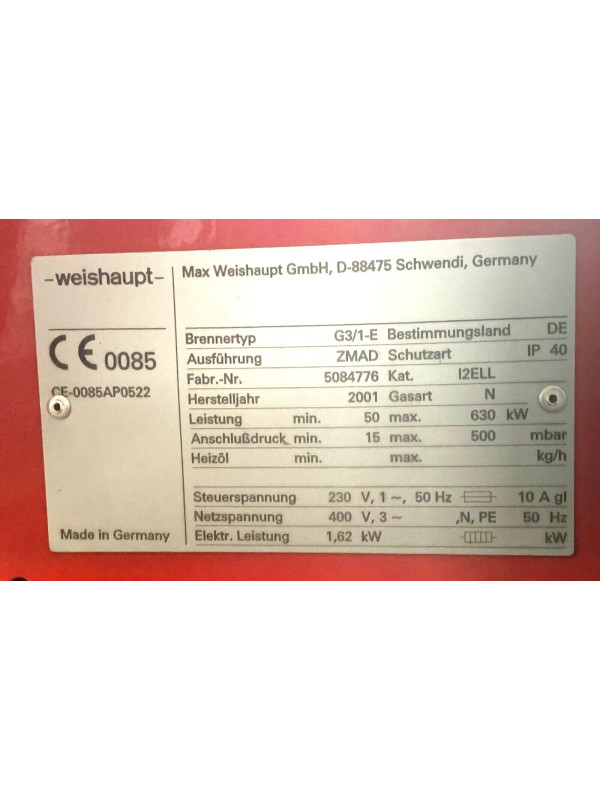 -weishaupt-
Max Weishaupt GmbH, D-88475 Schwendi, Germany
CE 0085
CE-0085AP0522
Made in Germany
Brennertyp G3/1-E Bestimmungsland DE
Ausführung ZMAD Schutzart IP 40
Fabr.-Nr. 5084776 Kat. I2ELL
Herstelljahr 2001 Gasart N
Leistung min. 50 max. 630 kW
Anschlußdruck min. 15 max. 500 mbar
Heizöl min. max. kg/h
Steuerspannung 230 V, 1 ~, 50 Hz 10 A gl
Netzspannung 400 V, 3 ~ ,N, PE 50 Hz
Elektr. Leistung 1,62 kW kW